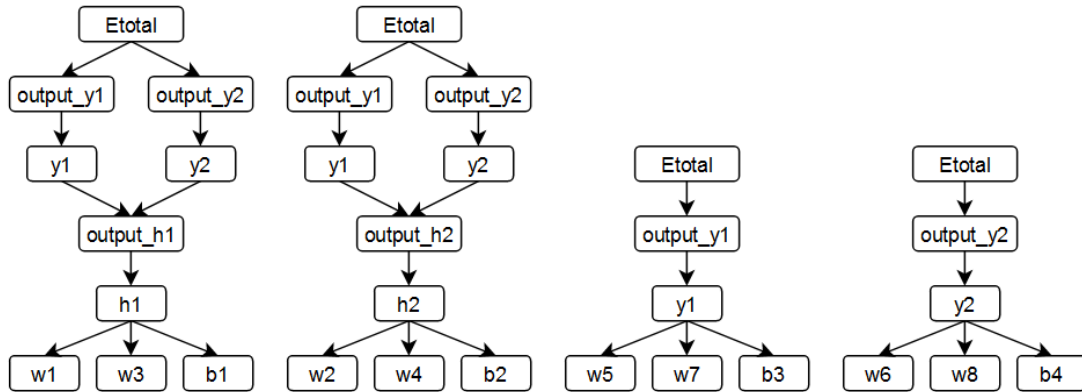 Etotal
output_y1 output_y2
y1 y2
output_h1
h1
w1 w3 b1
Etotal
output_y1 output_y2
y1 y2
output_h2
h2
w2 w4 b2
Etotal
output_y1
y1
w5 w7 b3
Etotal
output_y2
y2
w6 w8 b4